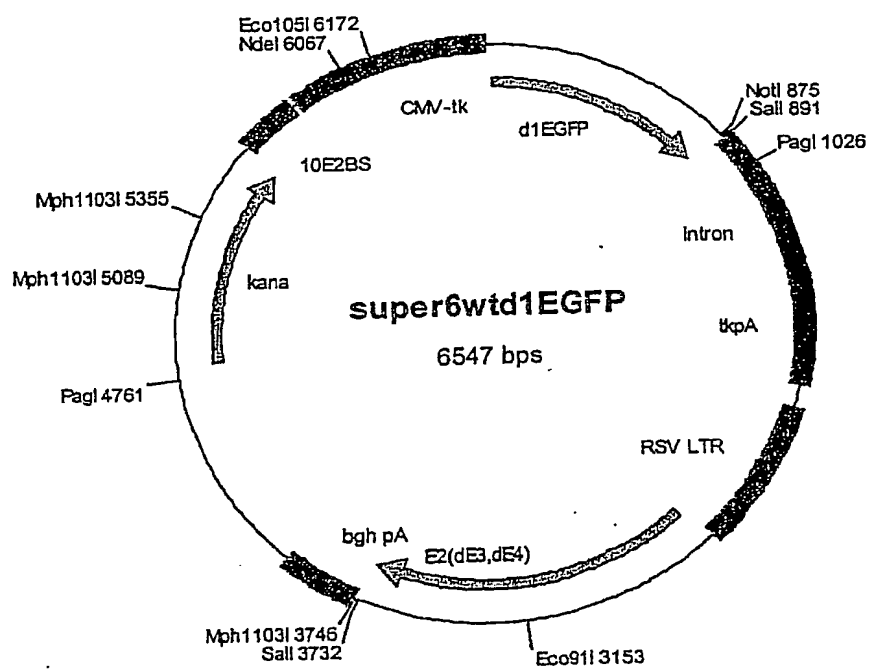 Eco105I 6172
NdeI 6067
CMV-tk
d1EGFP
NotI 875
SalI 891
PagI 1026
10E2BS
Mph1103I 5355
Intron
Mph1103I 5089
kana
super6wtd1EGFP
6547 bps
tkpA
PagI 4761
RSV LTR
bgh pA
E2(dE3,dE4)
Mph1103I 3746
SalI 3732
Eco91I 3153